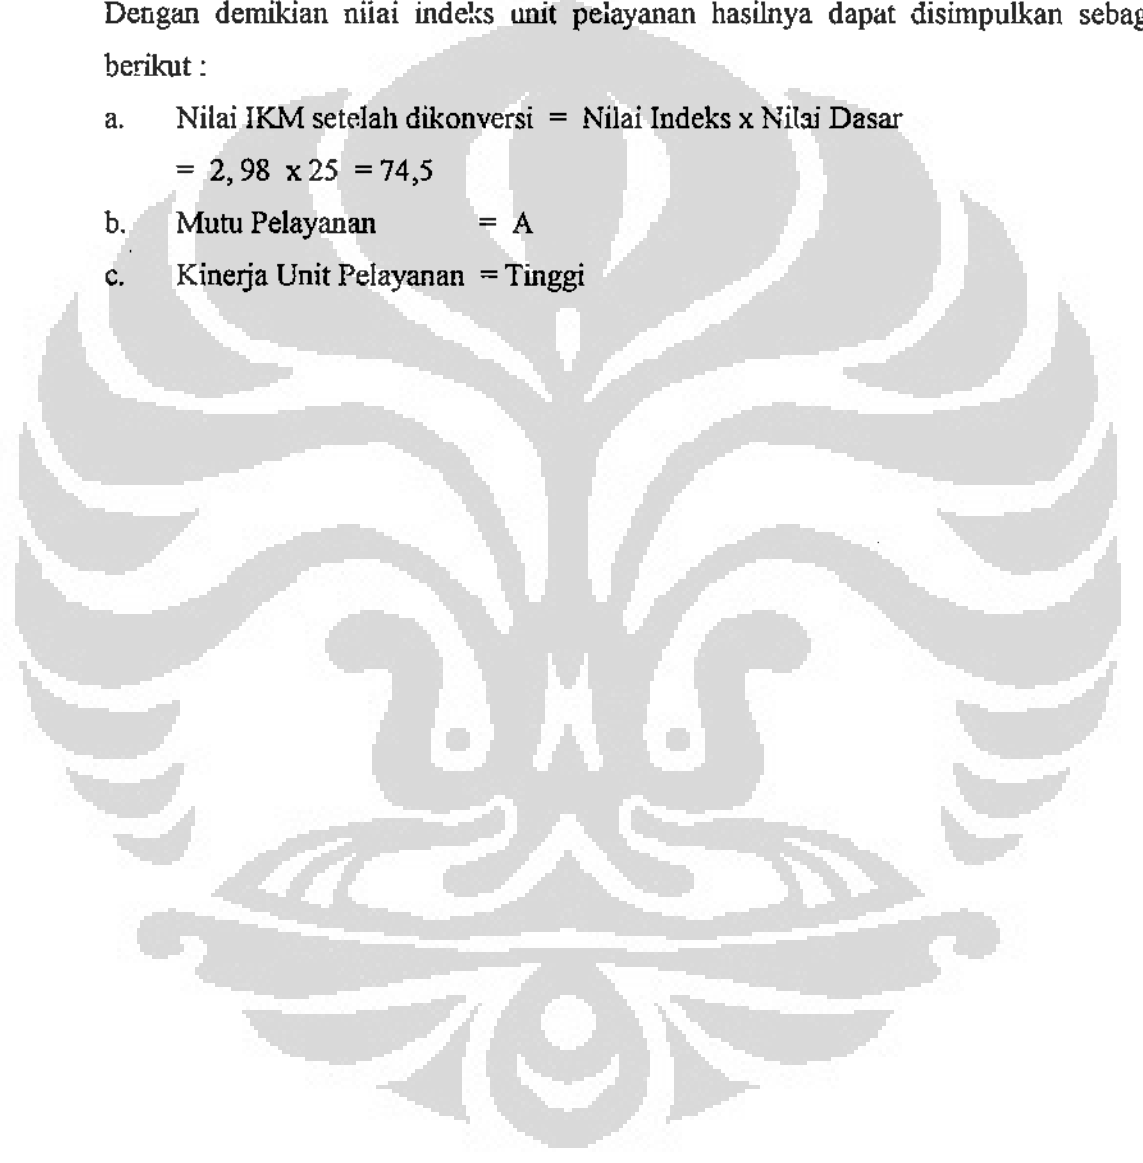 Dengan demikian nilai indeks unit pelayanan hasilnya dapat disimpulkan sebag
berikut :
a. Nilai IKM setelah dikonversi = Nilai Indeks x Nilai Dasar
= 2, 98 x 25 = 74,5
b. Mutu Pelayanan = A
c. Kinerja Unit Pelayanan = Tinggi